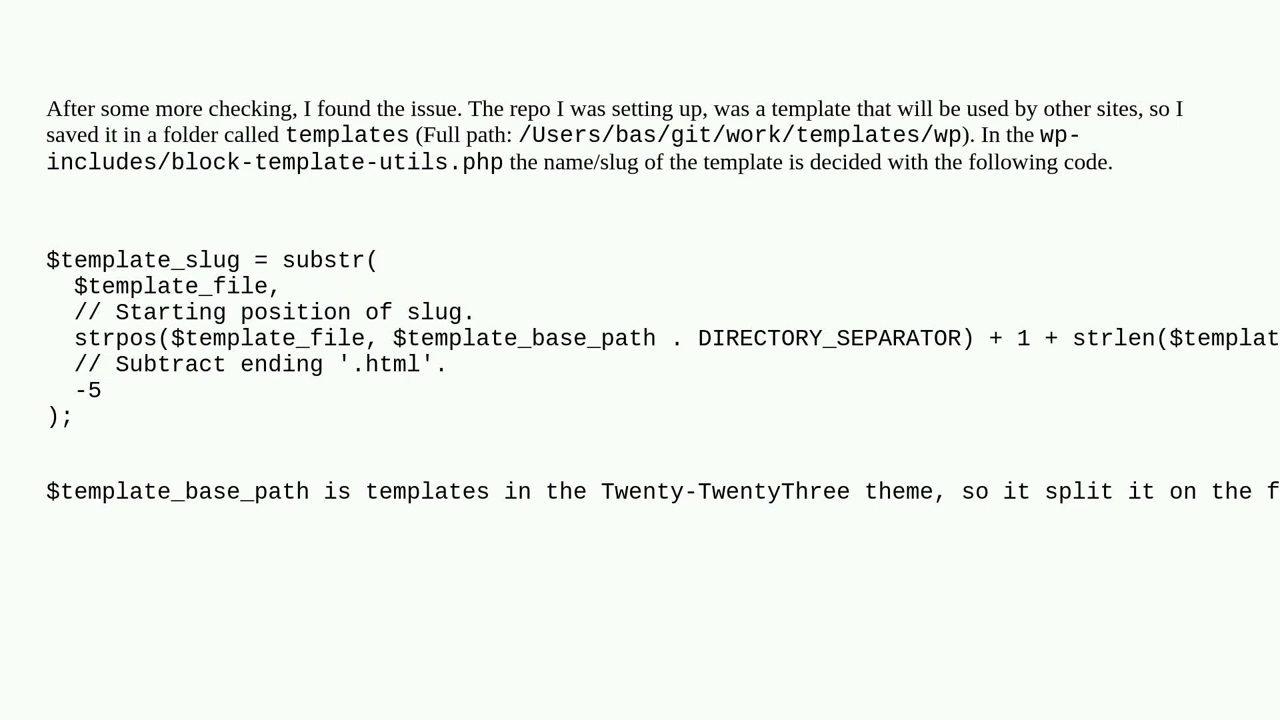 After some more checking, I found the issue. The repo I was setting up, was a template that will be used by other sites, so I
saved it in a folder called templates (Full path: /Users/bas/git/work/templates/wp). In the wp-
includes/block-template-utils.php the name/slug of the template is decided with the following code.
$template_slug = substr(
  $template_file,
  // Starting position of slug.
  strpos($template_file, $template_base_path . DIRECTORY_SEPARATOR) + 1 + strlen($templat
  // Subtract ending '.html'.
  -5
);
$template_base_path is templates in the Twenty-TwentyThree theme, so it split it on the f